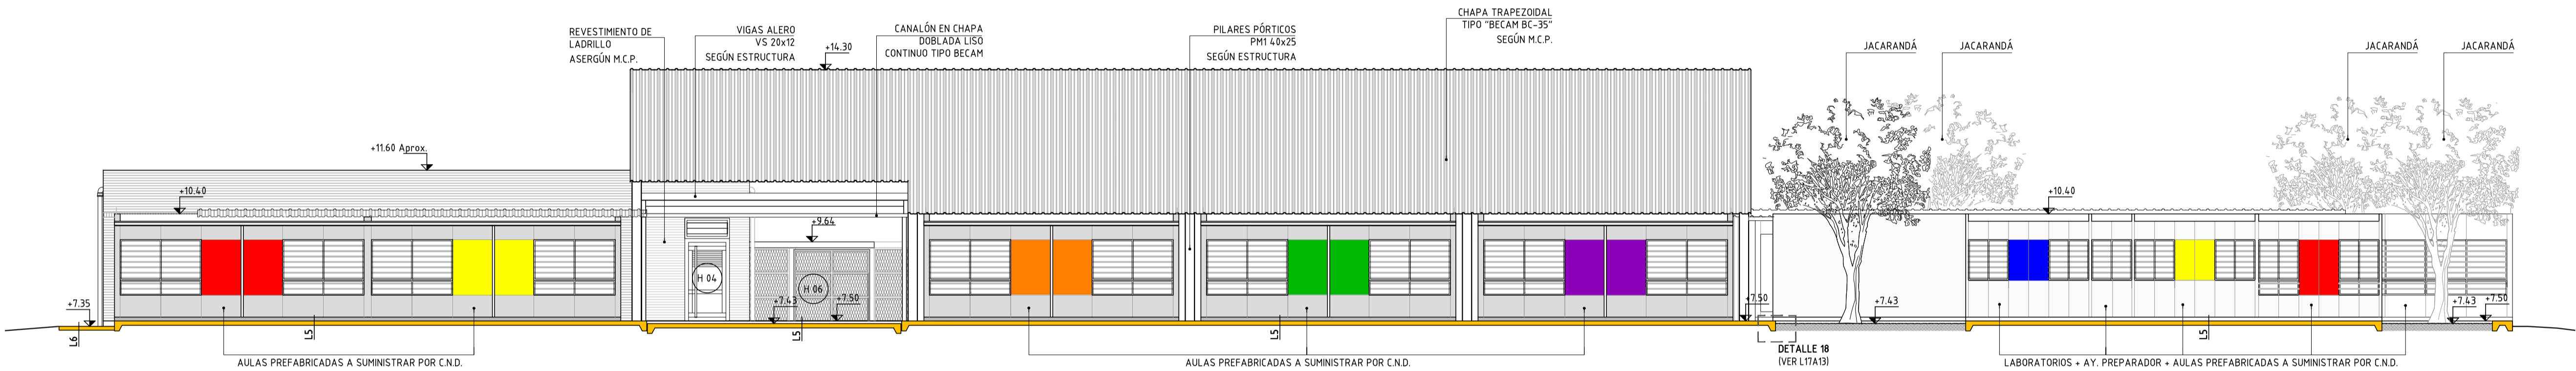 REVESTIMIENTO DE
LADRILLO
ASERGÚN M.C.P.
VIGAS ALERO
VS 20x12
SEGÚN ESTRUCTURA
+14.30
CANALÓN EN CHAPA
DOBLADA LISO
CONTINUO TIPO BECAM
PILARES PÓRTICOS
PM1 40x25
SEGÚN ESTRUCTURA
CHAPA TRAPEZOIDAL
TIPO "BECAM BC-35"
SEGÚN M.C.P.
JACARANDÁ
JACARANDÁ
JACARANDÁ
JACARANDÁ
+11.60 Aprox.
+10.40
+10.40
+9.64
H 04
H 06
+7.35
+7.43
+7.50
+7.50
+7.43
+7.43
+7.50
L6
L5
L5
L5
L5
AULAS PREFABRICADAS A SUMINISTRAR POR C.N.D.
AULAS PREFABRICADAS A SUMINISTRAR POR C.N.D.
DETALLE 18
(VER L17A13)
LABORATORIOS + AY. PREPARADOR + AULAS PREFABRICADAS A SUMINISTRAR POR C.N.D.